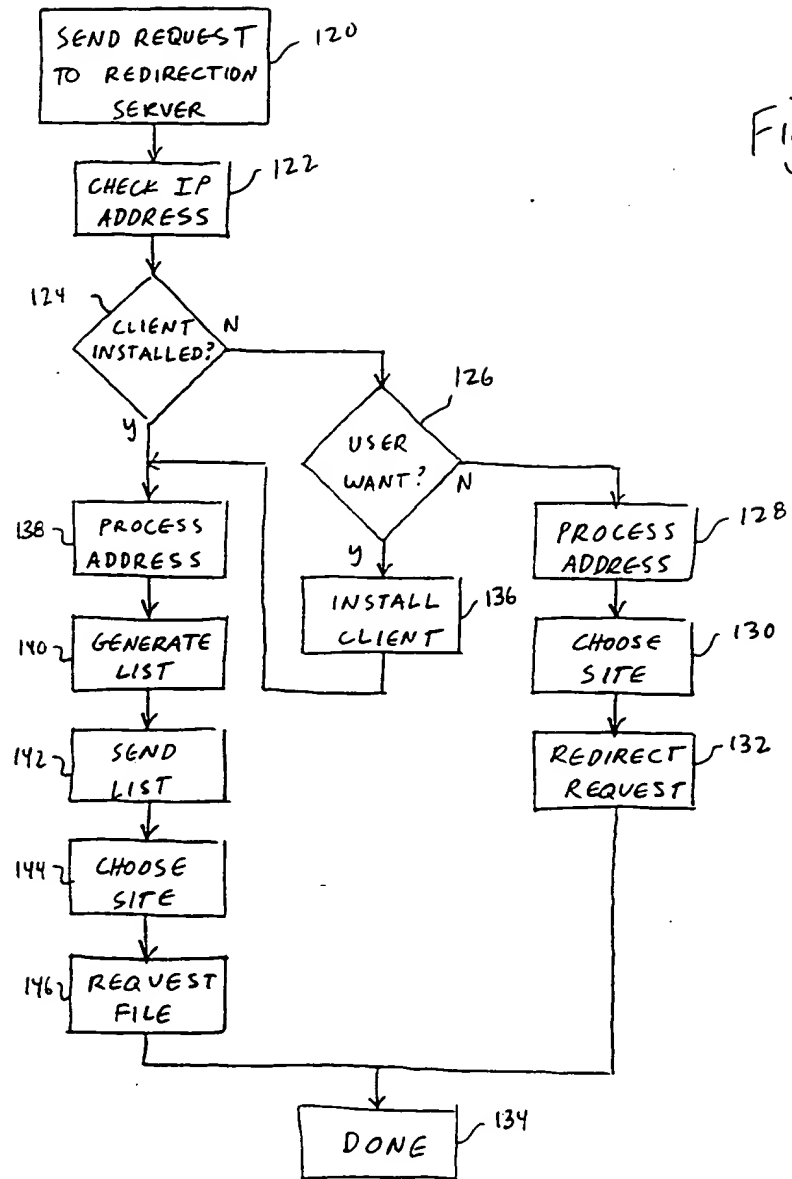 SEND REQUEST
TO REDIRECTION
SERVER
120
CHECK IP
ADDRESS
122
124
CLIENT
INSTALLED?
N
Y
126
USER
WANT?
N
Y
138
PROCESS
ADDRESS
INSTALL
CLIENT
136
PROCESS
ADDRESS
128
140
GENERATE
LIST
CHOOSE
SITE
130
142
SEND
LIST
REDIRECT
REQUEST
132
144
CHOOSE
SITE
146
REQUEST
FILE
DONE
134